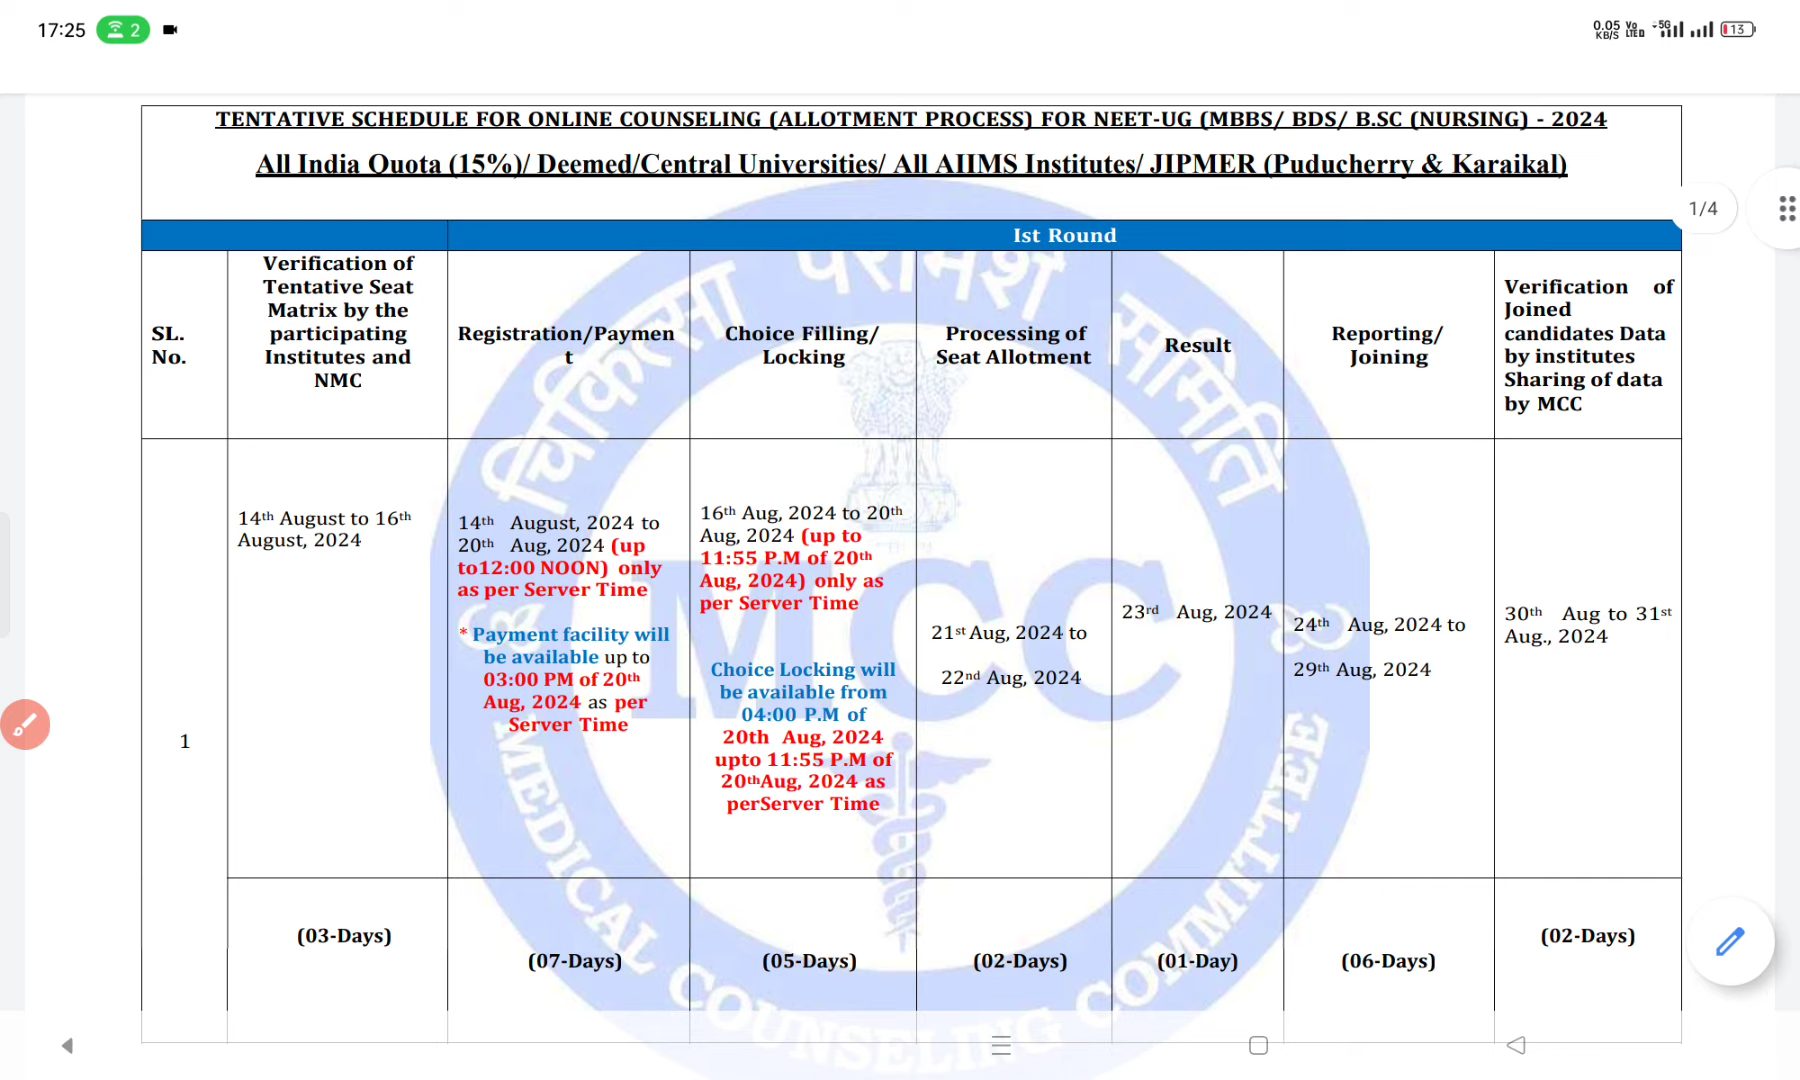 17:25 2
0.05 KB/S Vo LTE 5G 13
TENTATIVE SCHEDULE FOR ONLINE COUNSELING (ALLOTMENT PROCESS) FOR NEET-UG (MBBS/ BDS/ B.SC (NURSING) - 2024
All India Quota (15%)/ Deemed/Central Universities/ All AIIMS Institutes/ JIPMER (Puducherry & Karaikal)
1/4
Ist Round
SL.
No.
Verification of
Tentative Seat
Matrix by the
participating
Institutes and
NMC
Registration/Paymen
t
Choice Filling/
Locking
Processing of
Seat Allotment
Result
Reporting/
Joining
Verification of
Joined
candidates Data
by institutes
Sharing of data
by MCC
1
14th August to 16th
August, 2024
14th August, 2024 to
20th Aug, 2024 (up
to12:00 NOON) only
as per Server Time
* Payment facility will
be available up to
03:00 PM of 20th
Aug, 2024 as per
Server Time
16th Aug, 2024 to 20th
Aug, 2024 (up to
11:55 P.M of 20th
Aug, 2024) only as
per Server Time
Choice Locking will
be available from
04:00 P.M of
20th Aug, 2024
upto 11:55 P.M of
20thAug, 2024 as
perServer Time
21st Aug, 2024 to
22nd Aug, 2024
23rd Aug, 2024
24th Aug, 2024 to
29th Aug, 2024
30th Aug to 31st
Aug., 2024
(03-Days)
(07-Days)
(05-Days)
(02-Days)
(01-Day)
(06-Days)
(02-Days)
चिकित्सा परामर्श समिति
MCC
MEDICAL COUNSELING COMMITTEE